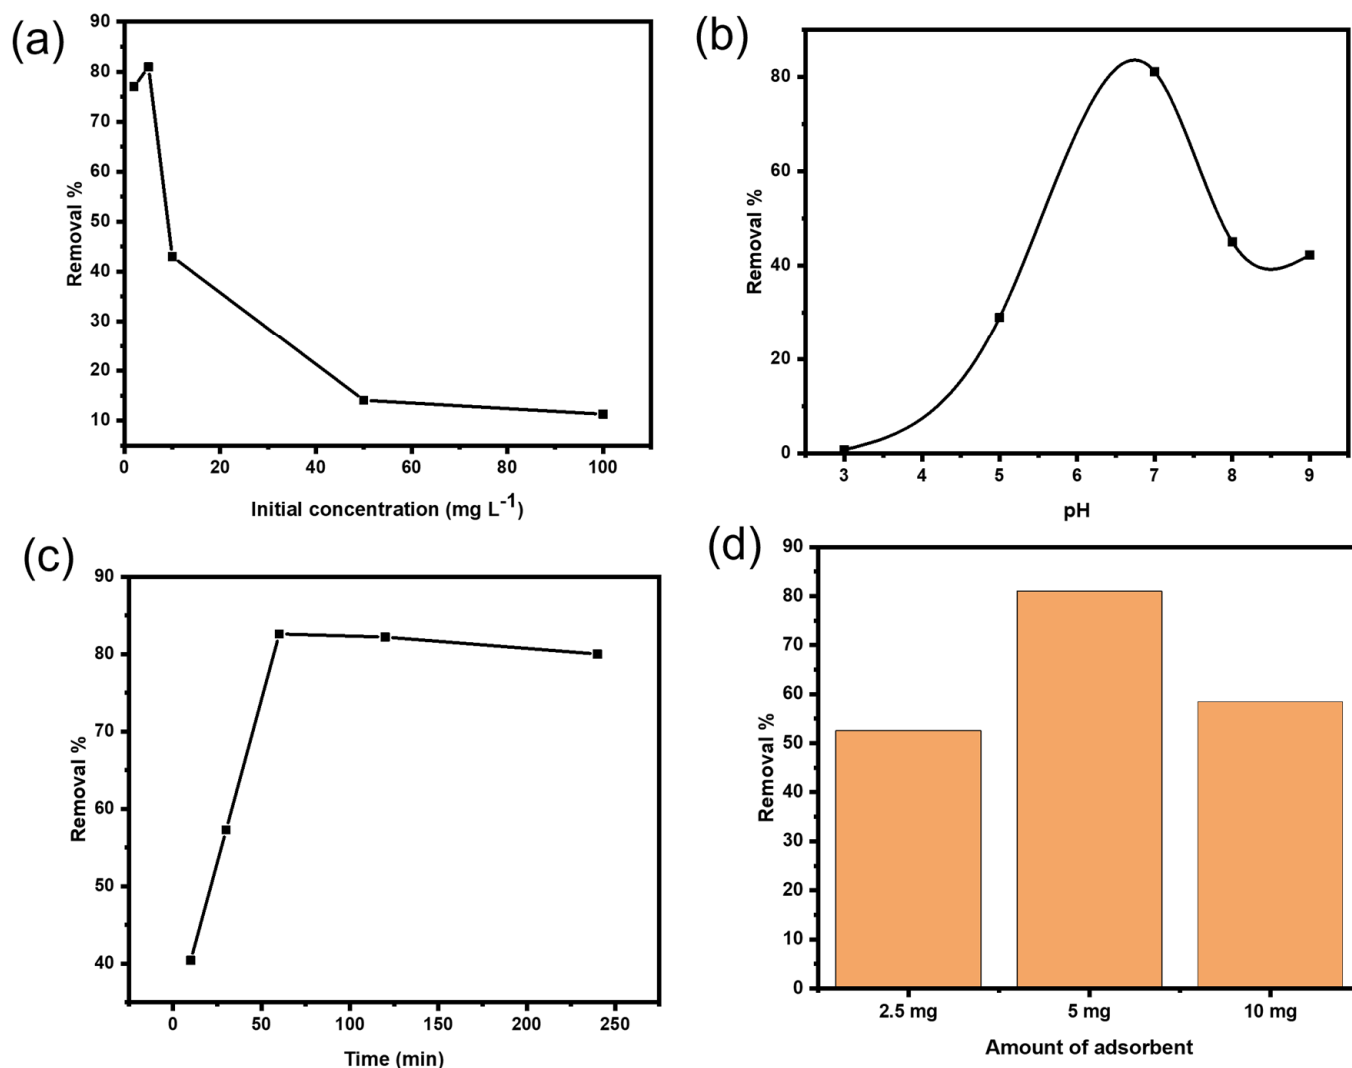 (a)
90
80
70
60
50
40
30
20
10
Removal %
0 20 40 60 80 100
Initial concentration (mg L-1)
(b)
80
60
40
20
0
Removal %
3 4 5 6 7 8 9
pH
(c)
90
80
70
60
50
40
Removal %
0 50 100 150 200 250
Time (min)
(d)
90
80
70
60
50
40
30
20
10
0
Removal %
2.5 mg 5 mg 10 mg
Amount of adsorbent